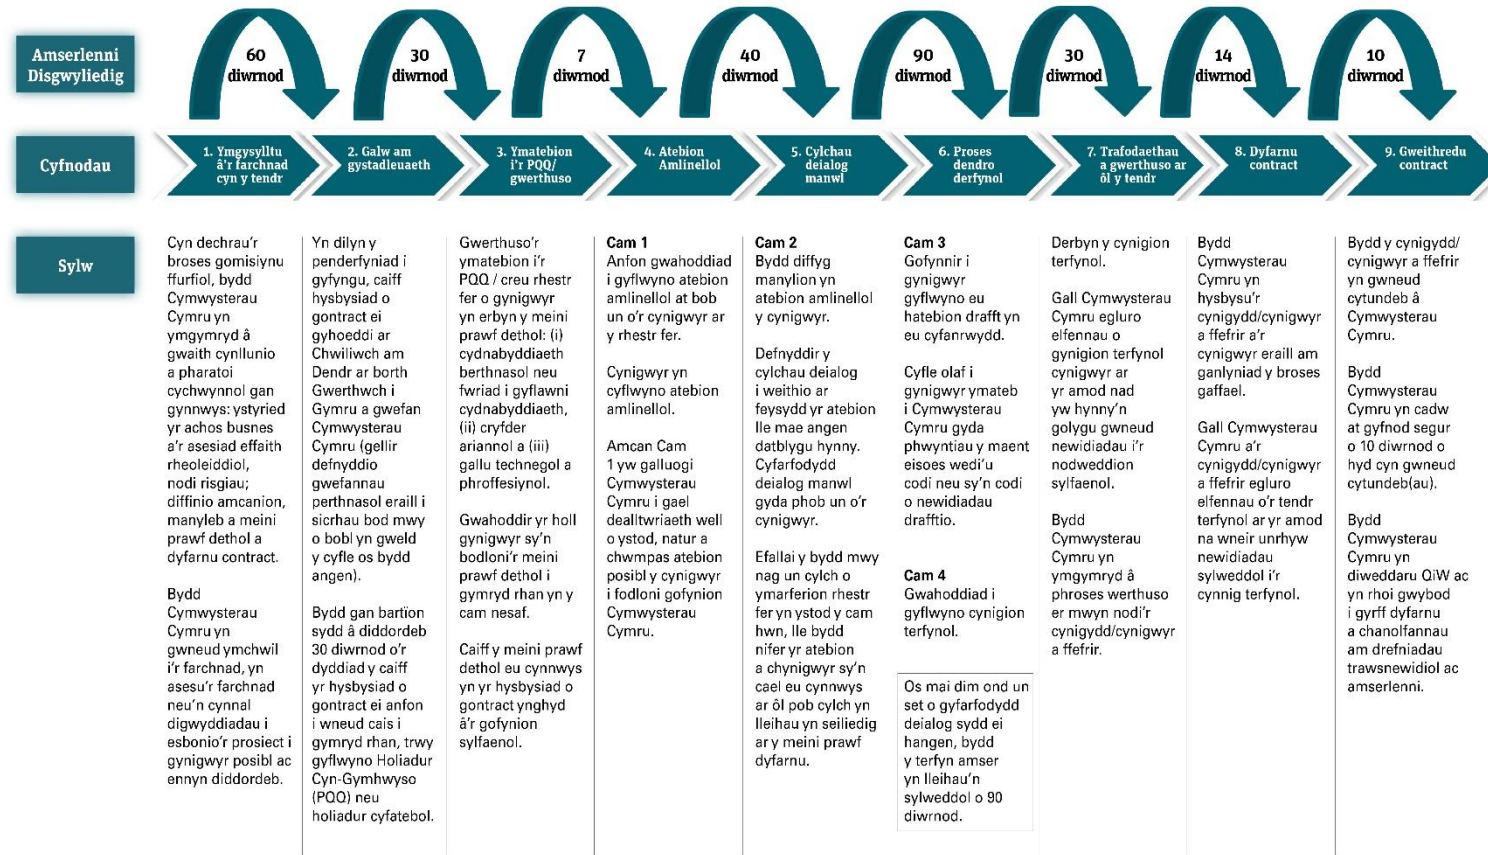 Amserlenni
Disgwyliedig
60
diwrnod
30
diwrnod
7
diwrnod
40
diwrnod
90
diwrnod
30
diwrnod
14
diwrnod
10
diwrnod
Cyfnodau
1. Ymgysylltu
â'r farchnad
cyn y tendr
2. Galw am
gystadleuaeth
3. Ymatebion
i'r PQQ/
gwerthuso
4. Atebion
Amlinellol
5. Cylchau
deialog
manwl
6. Proses
dendro
derfynol
7. Trafodaethau
a gwerthuso ar
ôl y tendr
8. Dyfarnu
contract
9. Gweithredu
contract
Sylw
Cyn dechrau'r
broses gomisiynu
ffurfiol, bydd
Cymwysterau
Cymru yn
ymgymryd â
gwaith cynllunio
a pharatoi
cychwynnol gan
gynnwys: ystyried
yr achos busnes
a'r asesiad effaith
rheoleiddiol,
nodi risgiau;
diffinio amcanion,
manyleb a meini
prawf dethol a
dyfarnu contract.
Bydd
Cymwysterau
Cymru yn
gwneud ymchwil
i'r farchnad, yn
asesu'r farchnad
neu'n cynnal
digwyddiadau i
esbonio'r prosiect i
gynigwyr posibl ac
ennyn diddordeb.
Yn dilyn y
penderfyniad i
gyfyngu, caiff
hysbysiad o
gontract ei
gyhoeddi ar
Chwiliwch am
Dendr ar borth
Gwerthwch i
Gymru a gwefan
Cymwysterau
Cymru (gellir
defnyddio
gwefannau
perthnasol eraill i
sicrhau bod mwy
o bobl yn gweld
y cyfle os bydd
angen).
Bydd gan bartïon
sydd â diddordeb
30 diwrnod o'r
dyddiad y caiff
yr hysbysiad o
gontract ei anfon
i wneud cais i
gymryd rhan, trwy
gyflwyno Holiadur
Cyn-Gymhwyso
(PQQ) neu
holiadur cyfatebol.
Gwerthuso'r
ymatebion i'r
PQQ / creu rhestr
fer o gynigwyr
yn erbyn y meini
prawf dethol: (i)
cydnabyddiaeth
berthnasol neu
fwriad i gyflawni
cydnabyddiaeth,
(ii) cryfder
ariannol a (iii)
gallu technegol a
phroffesiynol.
Gwahoddir yr holl
gynigwyr sy'n
bodloni'r meini
prawf dethol i
gymryd rhan yn y
cam nesaf.
Caiff y meini prawf
dethol eu cynnwys
yn yr hysbysiad o
gontract ynghyd
â'r gofynion
sylfaenol.
Cam 1
Anfon gwahoddiad
i gyflwyno atebion
amlinellol at bob
un o'r cynigwyr ar
y rhestr fer.
Cynigwyr yn
cyflwyno atebion
amlinellol.
Amcan Cam
1 yw galluogi
Cymwysterau
Cymru i gael
dealltwriaeth well
o ystod, natur a
chwmpas atebion
posibl y cynigwyr
i fodloni gofynion
Cymwysterau
Cymru.
Cam 2
Bydd diffyg
manylion yn
atebion amlinellol
y cynigwyr.
Defnyddir y
cylchau deialog
i weithio ar
feysydd yr atebion
lle mae angen
datblygu hynny.
Cyfarfodydd
deialog manwl
gyda phob un o'r
cynigwyr.
Efallai y bydd mwy
nag un cylch o
ymarferion rhestr
fer yn ystod y cam
hwn, lle bydd
nifer yr atebion
a chynigwyr sy'n
cael eu cynnwys
ar ôl pob cylch yn
lleihau yn seiliedig
ar y meini prawf
dyfarnu.
Cam 3
Gofynnir i
gynigwyr
gyflwyno eu
hatebion drafft yn
eu cyfanrwydd.
Cyfle olaf i
gynigwyr ymateb
i Cymwysterau
Cymru gyda
phwyntiau y maent
eisoes wedi'u
codi neu sy'n codi
o newidiadau
drafftio.
Cam 4
Gwahoddiad i
gyflwyno cynigion
terfynol.
Os mai dim ond un
set o gyfarfodydd
deialog sydd ei
hangen, bydd
y terfyn amser
yn lleihau'n
sylweddol o 90
diwrnod.
Derbyn y cynigion
terfynol.
Gall Cymwysterau
Cymru egluro
elfennau o
gynigion terfynol
cynigwyr ar
yr amod nad
yw hynny'n
golygu gwneud
newidiadau i'r
nodweddion
sylfaenol.
Bydd
Cymwysterau
Cymru yn
ymgymryd â
phroses werthuso
er mwyn nodi'r
cynigydd/cynigwyr
a ffefrir.
Bydd
Cymwysterau
Cymru yn
hysbysu'r
cynigydd/cynigwyr
a ffefrir a'r
cynigwyr eraill am
ganlyniad y broses
gaffael.
Gall Cymwysterau
Cymru a'r
cynigydd/cynigwyr
a ffefrir egluro
elfennau o'r tendr
terfynol ar yr amod
na wneir unrhyw
newidiadau
sylweddol i'r
cynnig terfynol.
Bydd y cynigydd/
cynigwyr a ffefrir
yn gwneud
cytundeb â
Cymwysterau
Cymru.
Bydd
Cymwysterau
Cymru yn cadw
at gyfnod segur
o 10 diwrnod o
hyd cyn gwneud
cytundeb(au).
Bydd
Cymwysterau
Cymru yn
diweddaru QiW ac
yn rhoi gwybod
i gyrff dyfarnu
a chanolfannau
am drefniadau
trawsnewidiol ac
amserlenni.